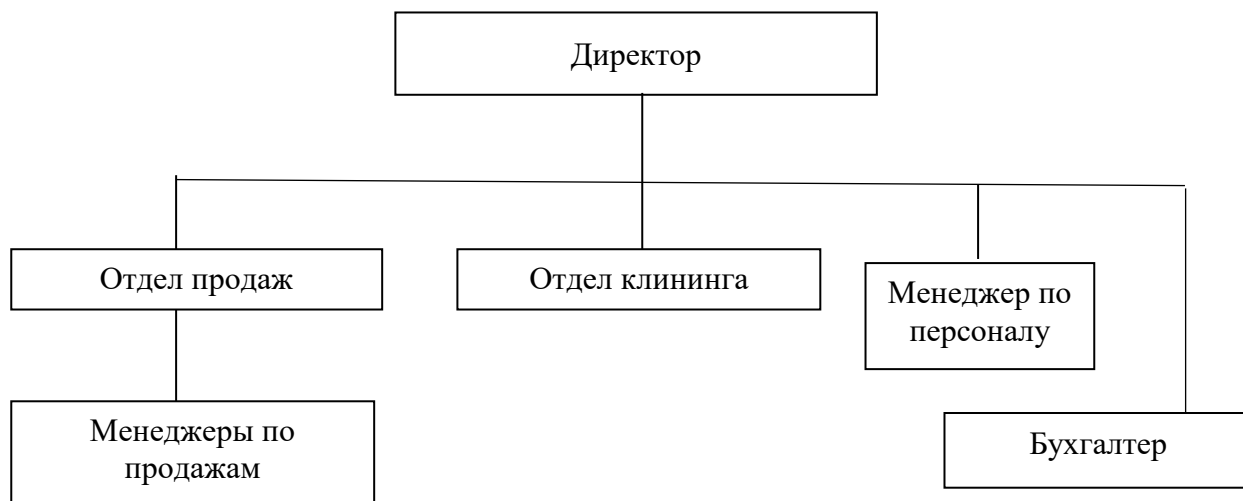 Директор
Отдел продаж
Отдел клининга
Менеджер по
персоналу
Менеджеры по
продажам
Бухгалтер